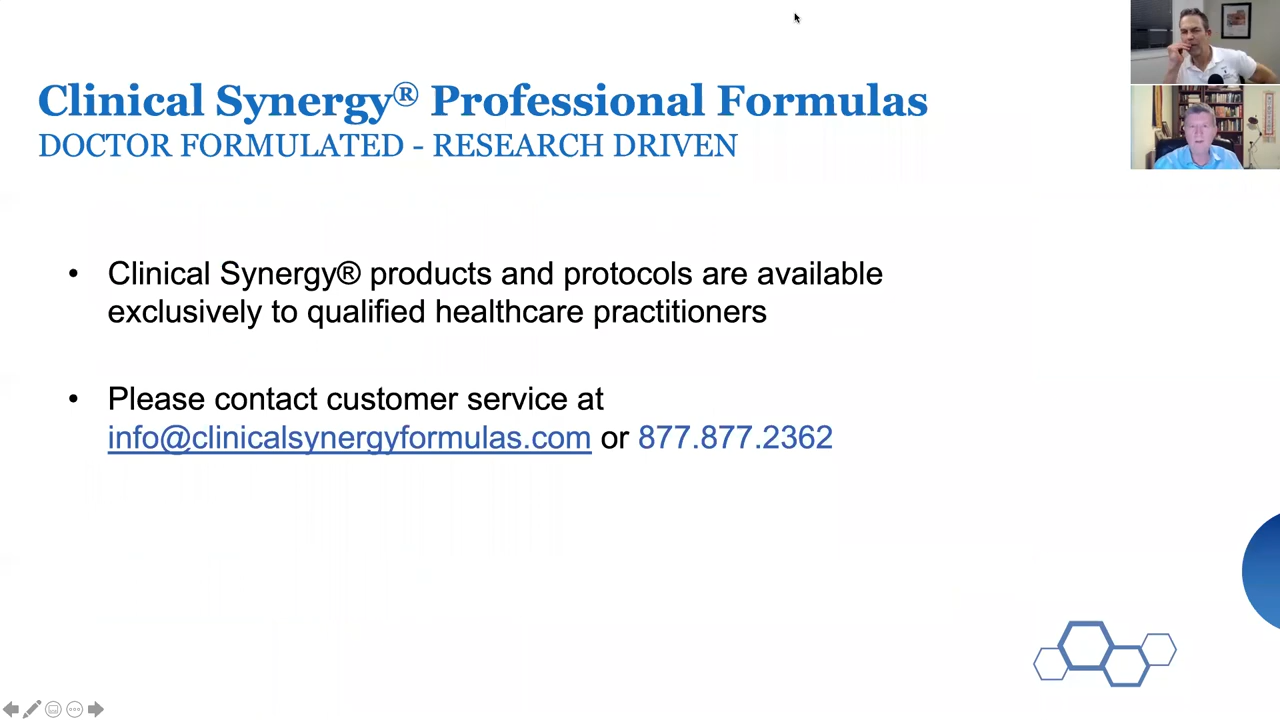 Clinical Synergy® Professional Formulas
DOCTOR FORMULATED - RESEARCH DRIVEN
• Clinical Synergy® products and protocols are available
exclusively to qualified healthcare practitioners
• Please contact customer service at
info@clinicalsynergyformulas.com or 877.877.2362